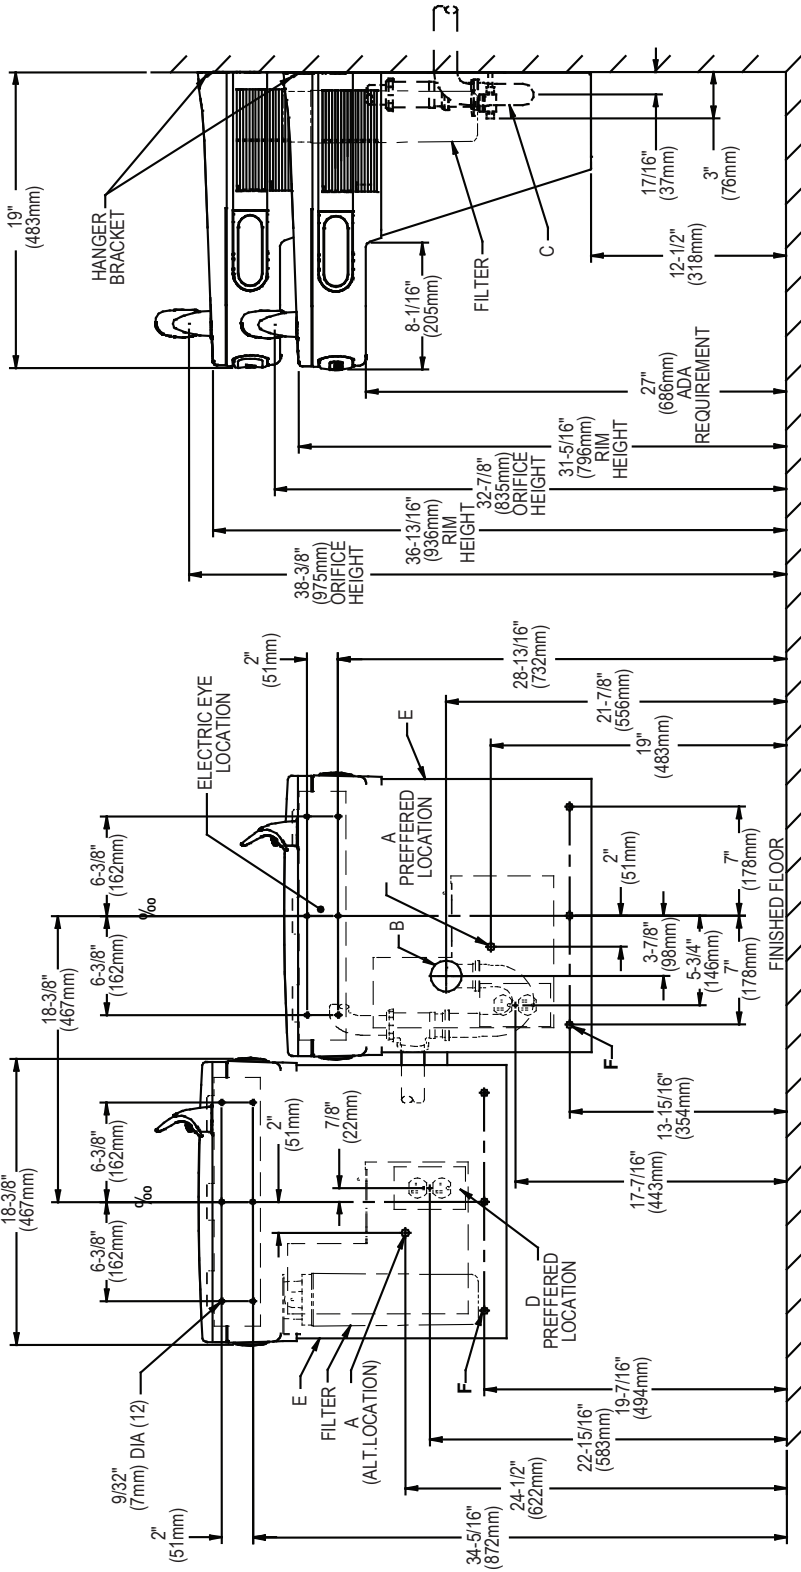 18-3/8"
(467mm)
18-3/8"
(467mm)
6-3/8"
(162mm)
6-3/8"
(162mm)
6-3/8"
(162mm)
6-3/8"
(162mm)
%
%
9/32"
(7mm) DIA (12)
2"
(51mm)
2"
(51mm)
7/8"
(22mm)
ELECTRIC EYE
LOCATION
2"
(51mm)
E
FILTER
A
(ALT.LOCATION)
F
D
PREFFERED
LOCATION
B
A
PREFFERED
LOCATION
E
F
34-5/16"
(872mm)
24-1/2"
(622mm)
22-15/16"
(583mm)
19-7/16"
(494mm)
17-7/16"
(443mm)
13-15/16"
(354mm)
2"
(51mm)
3-7/8"
(98mm)
5-3/4"
(146mm)
7"
(178mm)
7"
(178mm)
28-13/16"
(732mm)
21-7/8"
(556mm)
19"
(483mm)
FINISHED FLOOR
19"
(483mm)
HANGER
BRACKET
38-3/8"
(975mm)
ORIFICE
HEIGHT
36-13/16"
(936mm)
RIM
HEIGHT
32-7/8"
(835mm)
ORIFICE
HEIGHT
31-5/16"
(796mm)
RIM
HEIGHT
27"
(686mm)
ADA
REQUIREMENT
8-1/16"
(205mm)
FILTER
C
12-1/2"
(318mm)
17/16"
(37mm)
3"
(76mm)